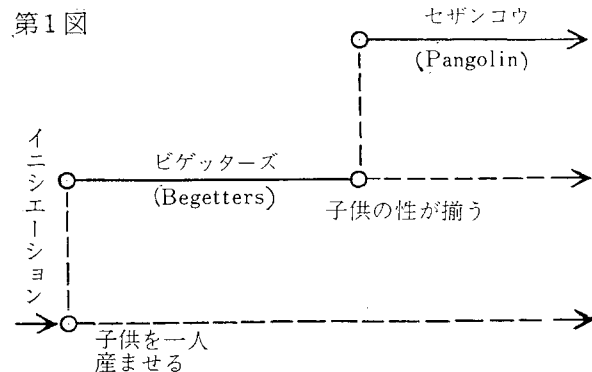 第1図
セザンコウ
(Pangolin)
イニシエーション
ビゲッターズ
(Begetters)
子供の性が揃う
子供を一人
産ませる